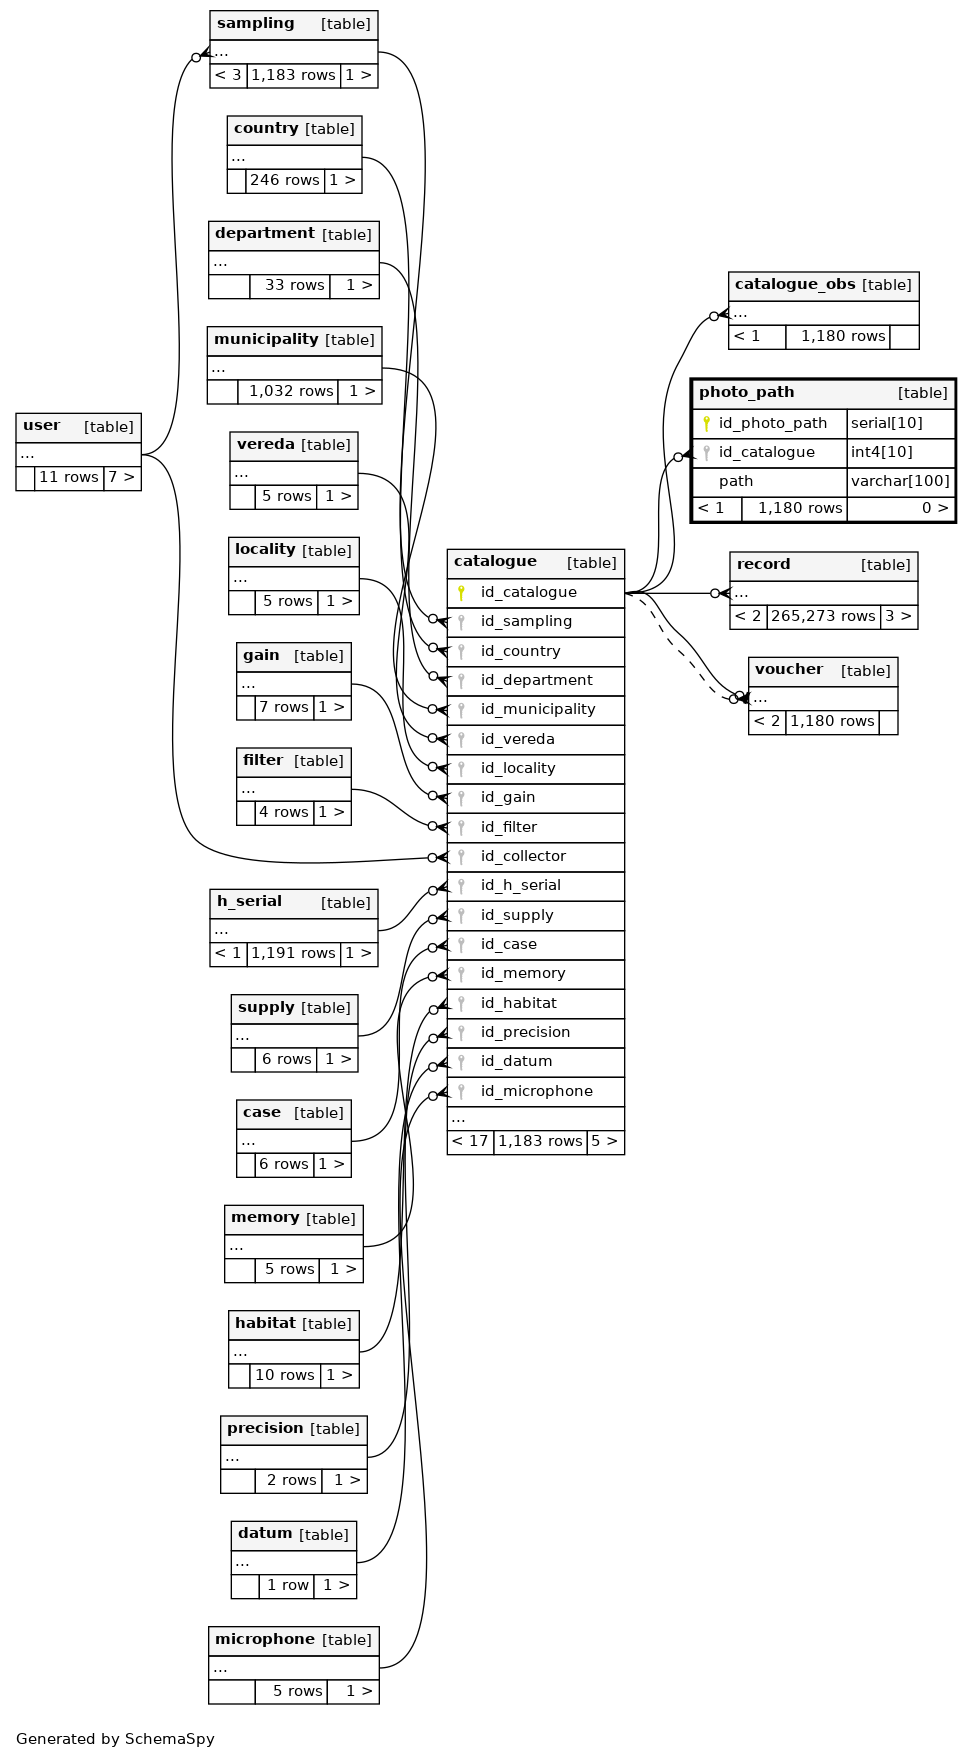 sampling [table]
...
< 3 1,183 rows 1 >
country [table]
...
246 rows 1 >
department [table]
...
33 rows 1 >
municipality [table]
...
1,032 rows 1 >
user [table]
...
11 rows 7 >
vereda [table]
...
5 rows 1 >
locality [table]
...
5 rows 1 >
gain [table]
...
7 rows 1 >
filter [table]
...
4 rows 1 >
h_serial [table]
...
< 1 1,191 rows 1 >
supply [table]
...
6 rows 1 >
case [table]
...
6 rows 1 >
memory [table]
...
5 rows 1 >
habitat [table]
...
10 rows 1 >
precision [table]
...
2 rows 1 >
datum [table]
...
1 row 1 >
microphone [table]
...
5 rows 1 >
catalogue [table]
id_catalogue
id_sampling
id_country
id_department
id_municipality
id_vereda
id_locality
id_gain
id_filter
id_collector
id_h_serial
id_supply
id_case
id_memory
id_habitat
id_precision
id_datum
id_microphone
...
< 17 1,183 rows 5 >
catalogue_obs [table]
...
< 1 1,180 rows
photo_path [table]
id_photo_path serial[10]
id_catalogue int4[10]
path varchar[100]
< 1 1,180 rows 0 >
record [table]
...
< 2 265,273 rows 3 >
voucher [table]
...
< 2 1,180 rows
Generated by SchemaSpy